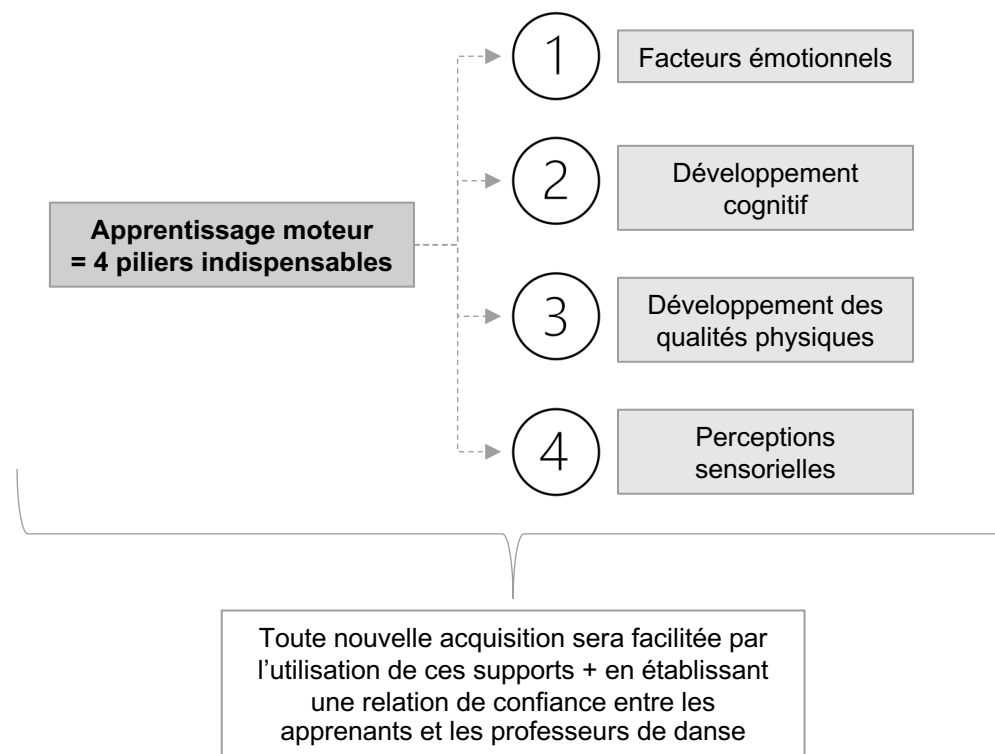 1
Facteurs émotionnels
2
Développement
cognitif
Apprentissage moteur
= 4 piliers indispensables
3
Développement des
qualités physiques
4
Perceptions
sensorielles
Toute nouvelle acquisition sera facilitée par
l’utilisation de ces supports + en établissant
une relation de confiance entre les
apprenants et les professeurs de danse